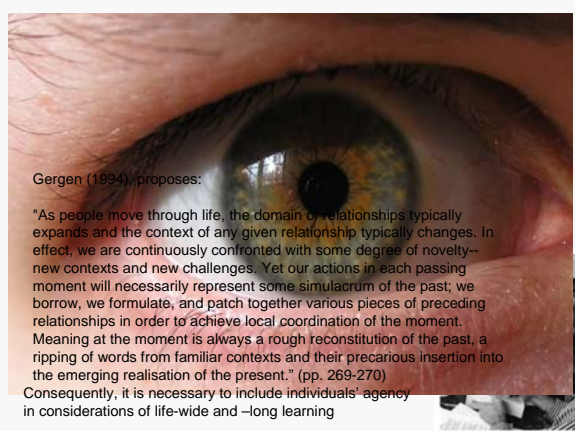 Gergen (1994), proposes:
"As people move through life, the domain of relationships typically
expands and the context of any given relationship typically changes. In
effect, we are continuously confronted with some degree of novelty--
new contexts and new challenges. Yet our actions in each passing
moment will necessarily represent some simulacrum of the past; we
borrow, we formulate, and patch together various pieces of preceding
relationships in order to achieve local coordination of the moment.
Meaning at the moment is always a rough reconstitution of the past, a
ripping of words from familiar contexts and their precarious insertion into
the emerging realisation of the present.” (pp. 269-270)
Consequently, it is necessary to include individuals’ agency
in considerations of life-wide and –long learning